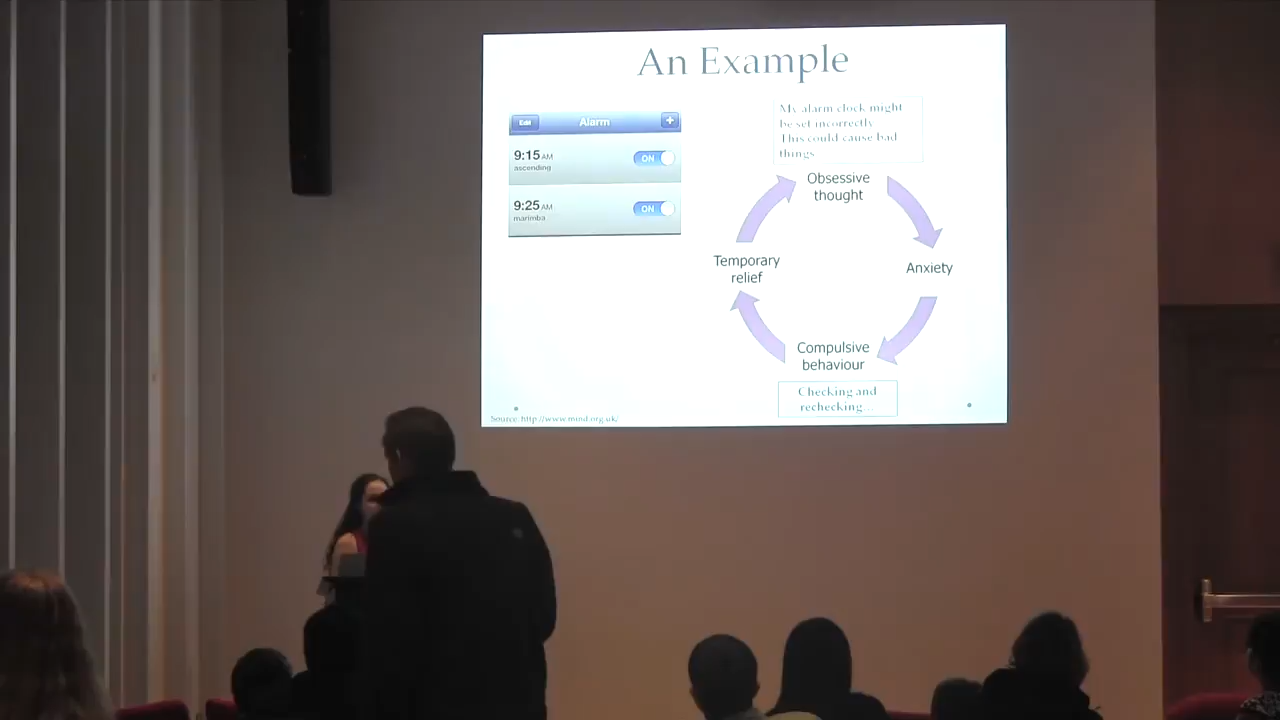 An Example
Edit
Alarm
+
9:15 AM
ascending
ON
9:25 AM
marimba
ON
My alarm clock might
be set incorrectly
This could cause bad
things
Obsessive
thought
Anxiety
Compulsive
behaviour
Checking and
rechecking...
Temporary
relief
Source: http://www.mind.org.uk/